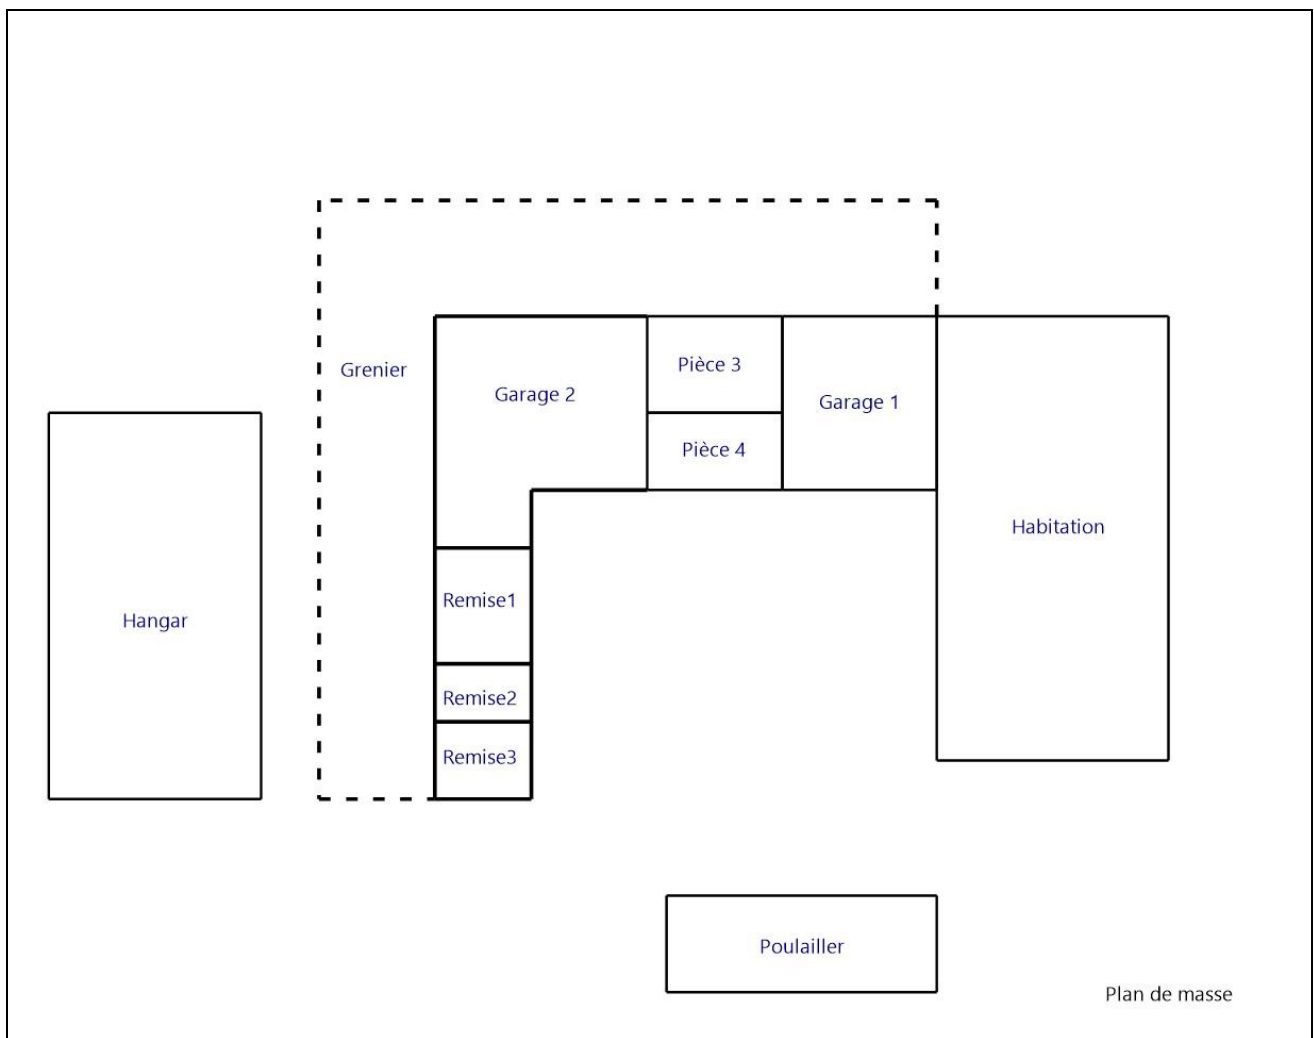 Grenier
Garage 2
Pièce 3
Garage 1
Pièce 4
Habitation
Hangar
Remise1
Remise2
Remise3
Poulailler
Plan de masse